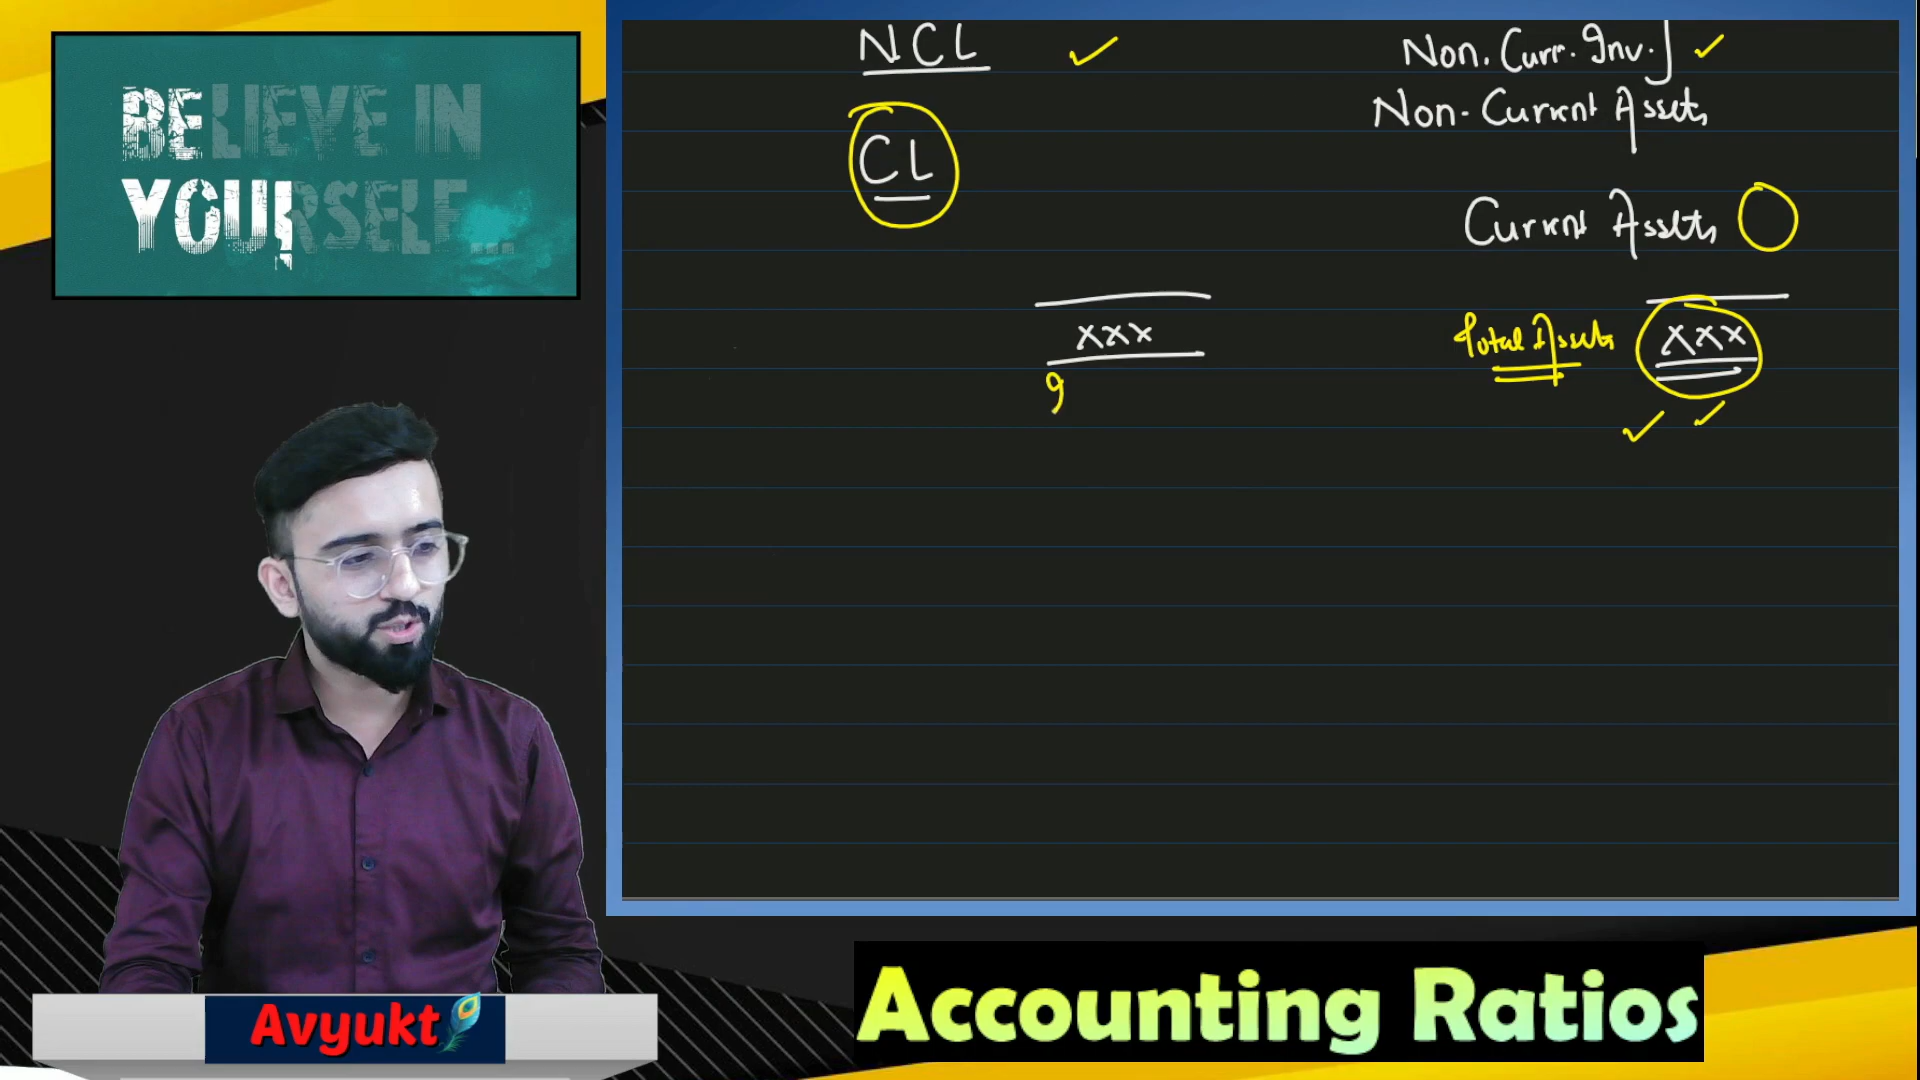 BELIEVE IN
YOURSELF...
NCL
CL
xxx
9
Non. Curr. Inv.]
Non-Current Assets
Current Assets
Total Assets xxx
Avyukt
Accounting Ratios